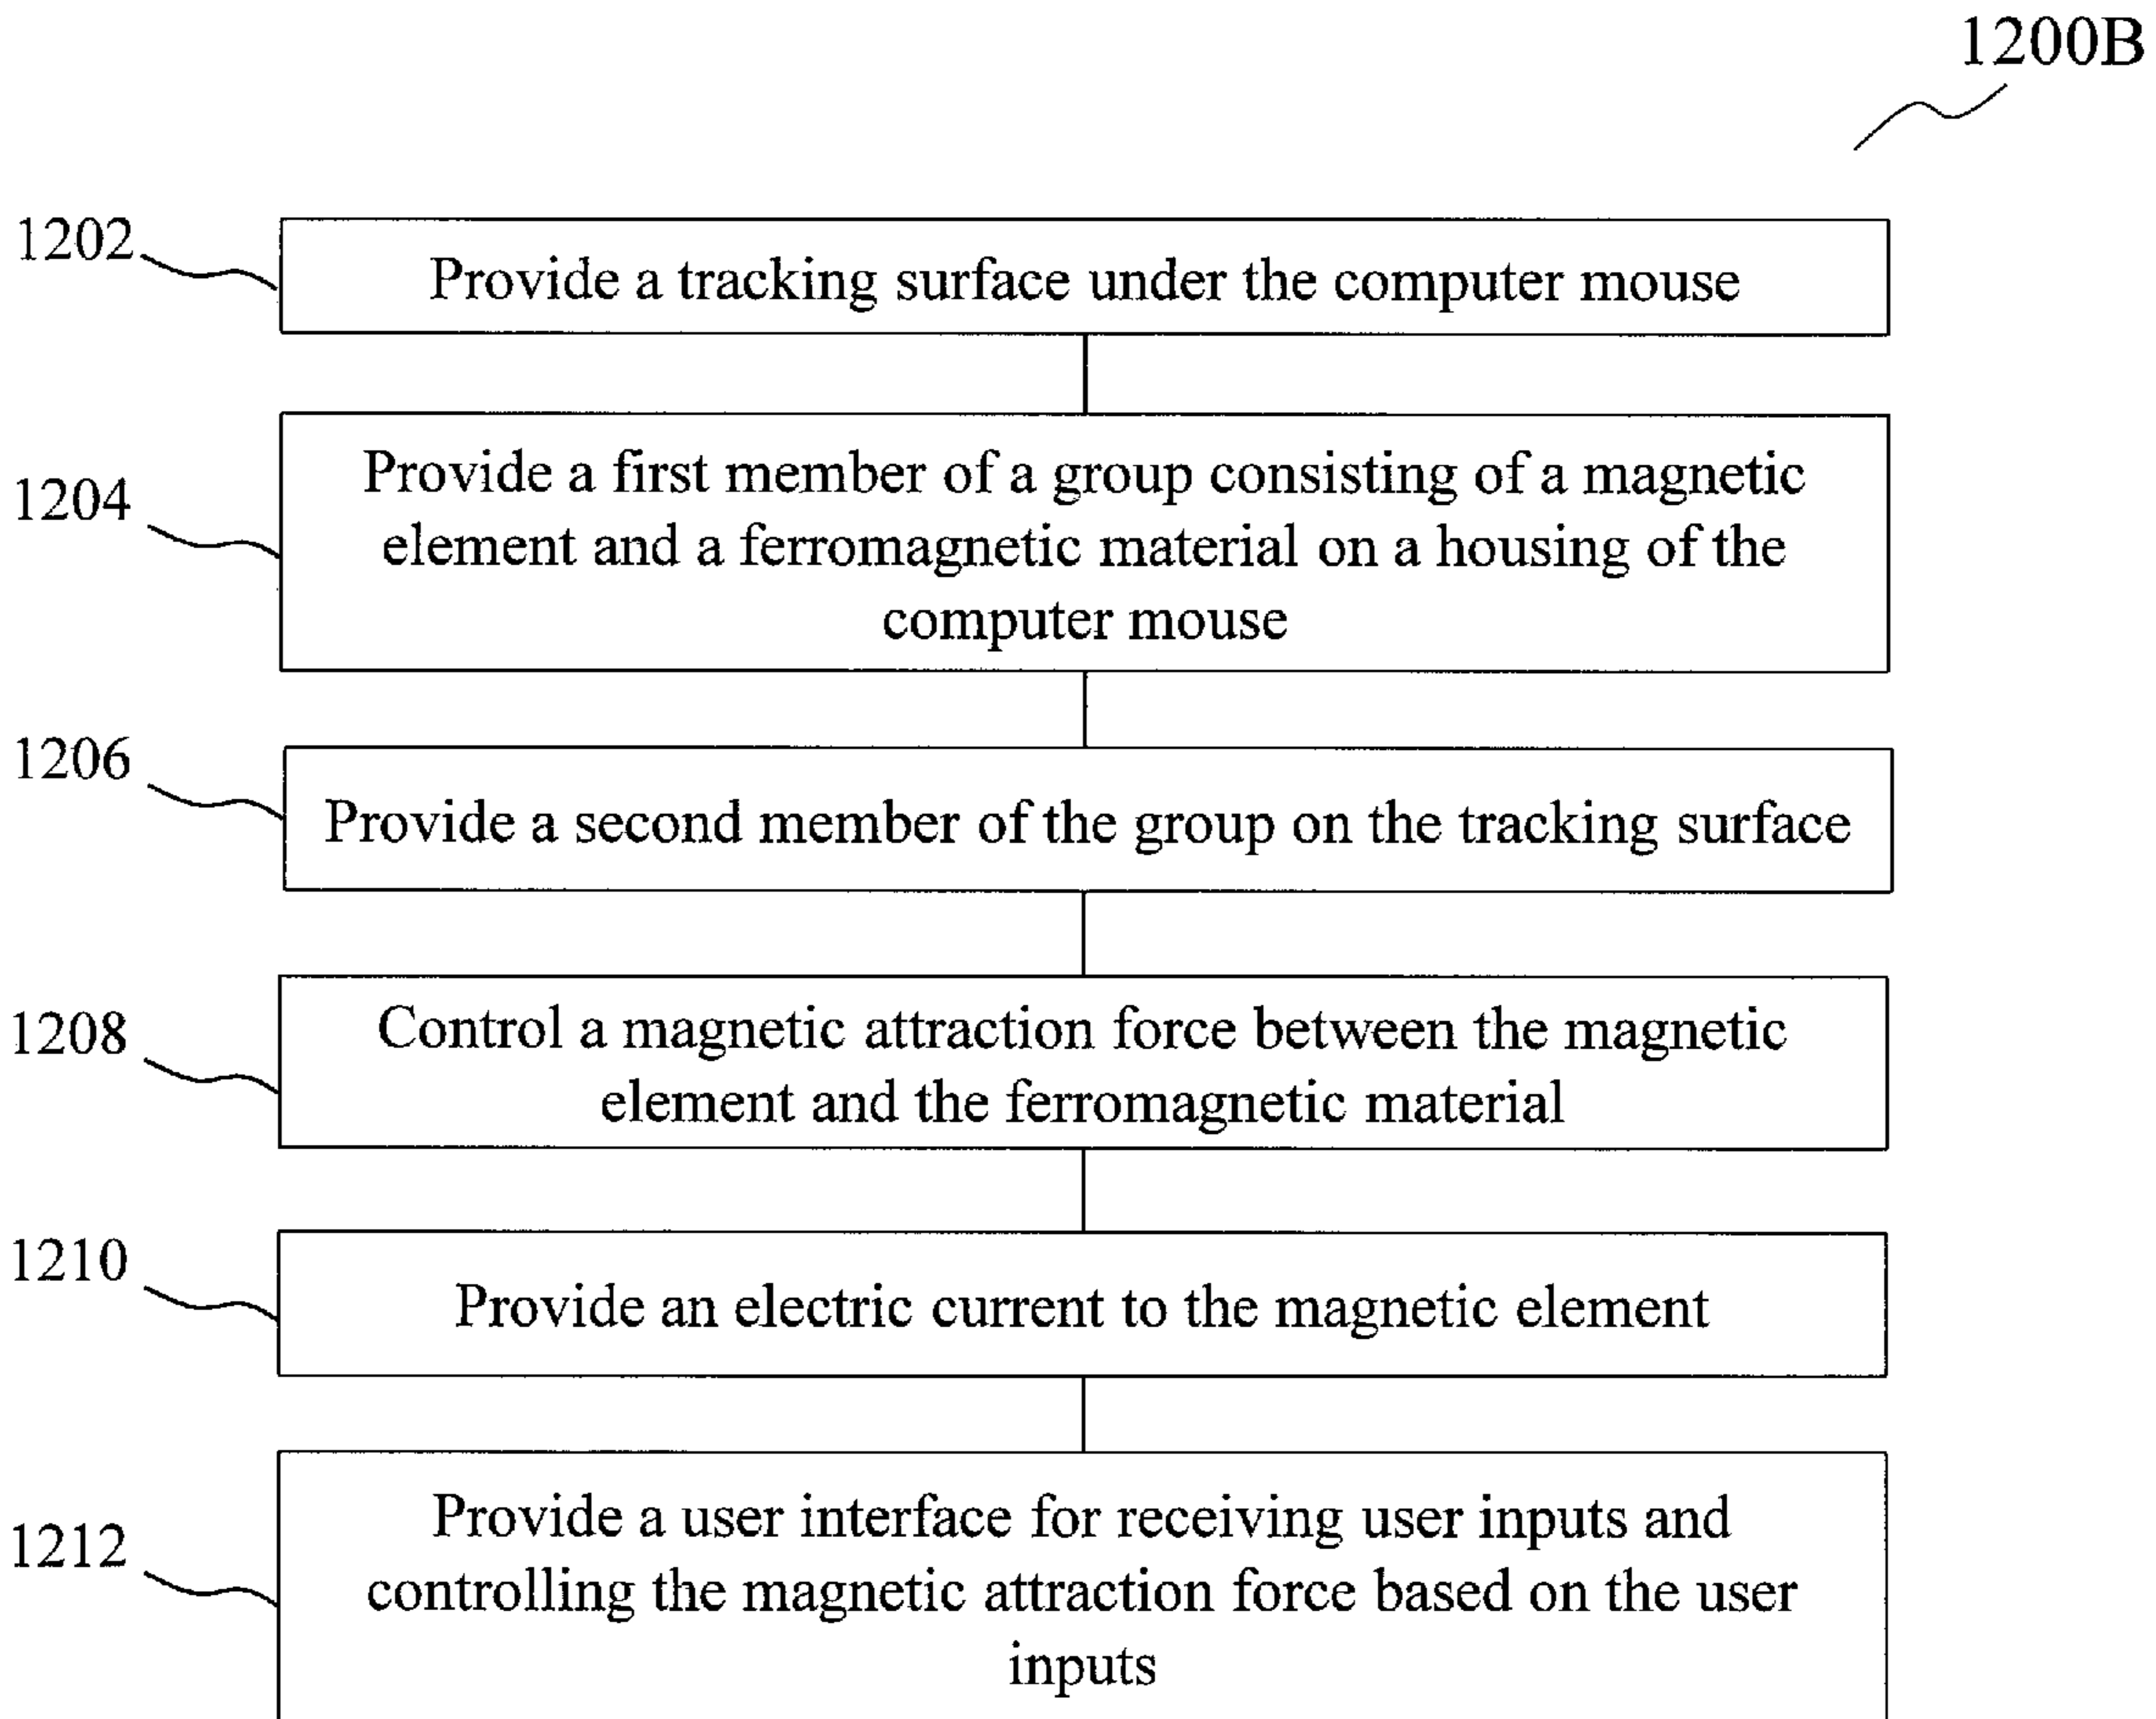 1200B
1202
Provide a tracking surface under the computer mouse
1204
Provide a first member of a group consisting of a magnetic
element and a ferromagnetic material on a housing of the
computer mouse
1206
Provide a second member of the group on the tracking surface
1208
Control a magnetic attraction force between the magnetic
element and the ferromagnetic material
1210
Provide an electric current to the magnetic element
1212
Provide a user interface for receiving user inputs and
controlling the magnetic attraction force based on the user
inputs